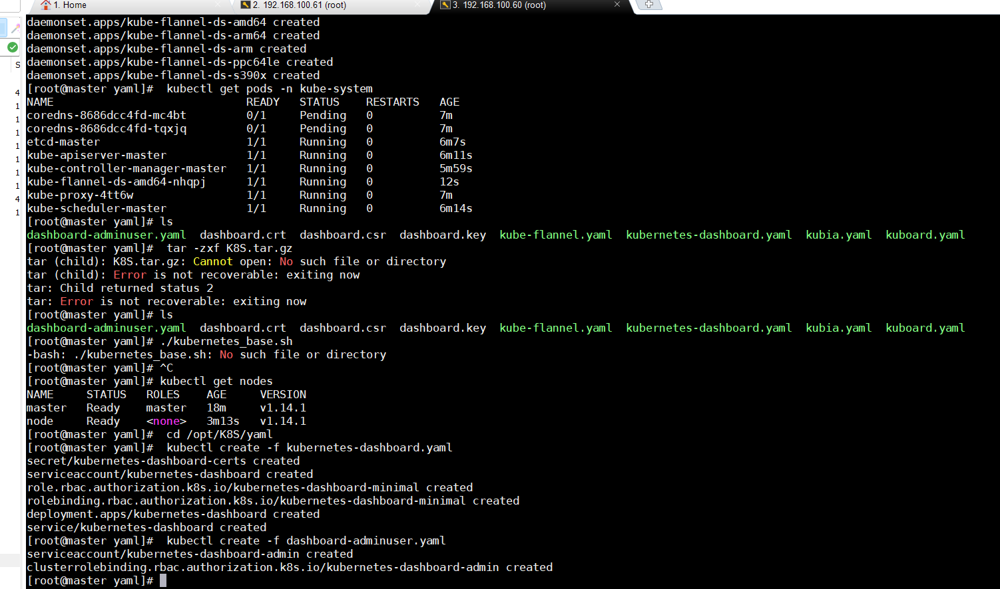 1. Home
2. 192.168.100.61 (root)
3. 192.168.100.60 (root)
S
4
1
1
1
1
1
1
1
4
1
daemonset.apps/kube-flannel-ds-amd64 created
daemonset.apps/kube-flannel-ds-arm64 created
daemonset.apps/kube-flannel-ds-arm created
daemonset.apps/kube-flannel-ds-ppc64le created
daemonset.apps/kube-flannel-ds-s390x created
[root@master yaml]#  kubectl get pods -n kube-system
NAME                             READY   STATUS    RESTARTS   AGE
coredns-8686dcc4fd-mc4bt         0/1     Pending   0          7m
coredns-8686dcc4fd-tqxjq         0/1     Pending   0          7m
etcd-master                      1/1     Running   0          6m7s
kube-apiserver-master            1/1     Running   0          6m11s
kube-controller-manager-master   1/1     Running   0          5m59s
kube-flannel-ds-amd64-nhqpj      1/1     Running   0          12s
kube-proxy-4tt6w                 1/1     Running   0          7m
kube-scheduler-master            1/1     Running   0          6m14s
[root@master yaml]# ls
dashboard-adminuser.yaml  dashboard.crt  dashboard.csr  dashboard.key  kube-flannel.yaml  kubernetes-dashboard.yaml  kubia.yaml  kuboard.yaml
[root@master yaml]#  tar -zxf K8S.tar.gz
tar (child): K8S.tar.gz: Cannot open: No such file or directory
tar (child): Error is not recoverable: exiting now
tar: Child returned status 2
tar: Error is not recoverable: exiting now
[root@master yaml]# ls
dashboard-adminuser.yaml  dashboard.crt  dashboard.csr  dashboard.key  kube-flannel.yaml  kubernetes-dashboard.yaml  kubia.yaml  kuboard.yaml
[root@master yaml]# ./kubernetes_base.sh
-bash: ./kubernetes_base.sh: No such file or directory
[root@master yaml]# ^C
[root@master yaml]# kubectl get nodes
NAME     STATUS   ROLES    AGE     VERSION
master   Ready    master   18m     v1.14.1
node     Ready    <none>   3m13s   v1.14.1
[root@master yaml]#  cd /opt/K8S/yaml
[root@master yaml]#  kubectl create -f kubernetes-dashboard.yaml
secret/kubernetes-dashboard-certs created
serviceaccount/kubernetes-dashboard created
role.rbac.authorization.k8s.io/kubernetes-dashboard-minimal created
rolebinding.rbac.authorization.k8s.io/kubernetes-dashboard-minimal created
deployment.apps/kubernetes-dashboard created
service/kubernetes-dashboard created
[root@master yaml]#  kubectl create -f dashboard-adminuser.yaml
serviceaccount/kubernetes-dashboard-admin created
clusterrolebinding.rbac.authorization.k8s.io/kubernetes-dashboard-admin created
[root@master yaml]#